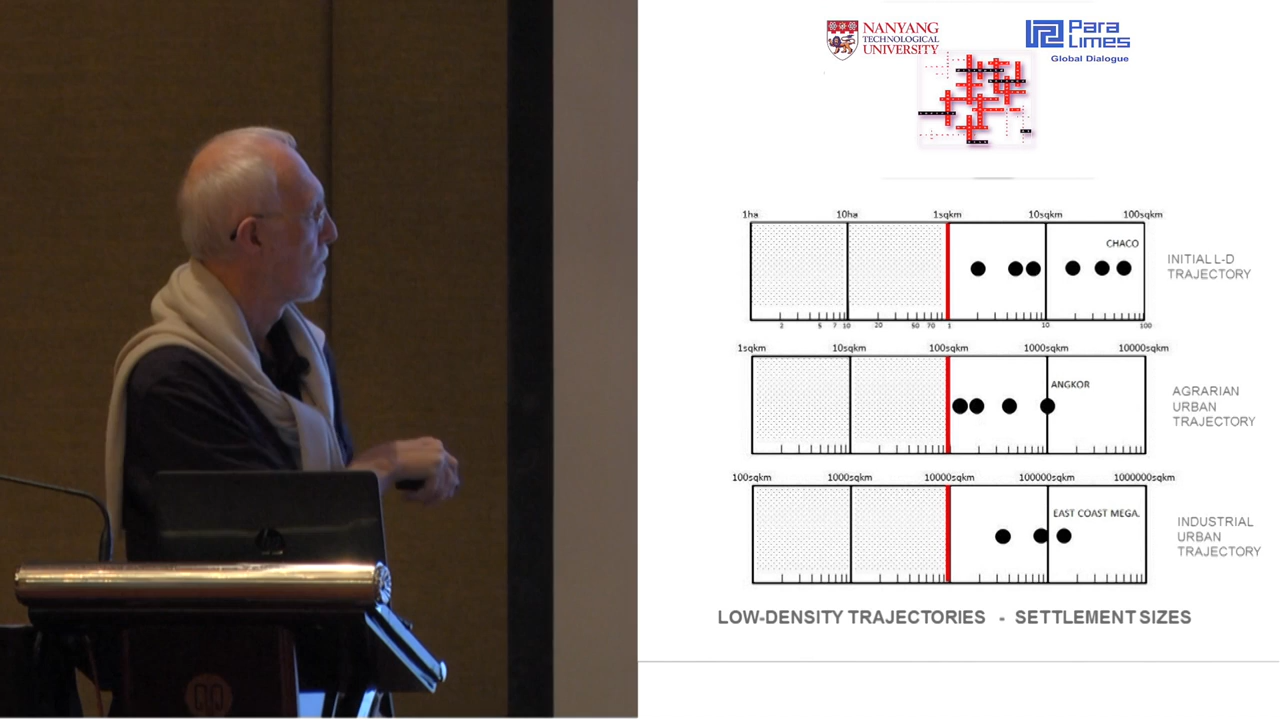 NANYANG
TECHNOLOGICAL
UNIVERSITY
Para
Limes
Global Dialogue
1ha 10ha 1sqkm 10sqkm 100sqkm
CHACO
INITIAL L-D
TRAJECTORY
2 5 7 10 20 50 70 1 10 100
1sqkm 10sqkm 100sqkm 1000sqkm 10000sqkm
ANGKOR
AGRARIAN
URBAN
TRAJECTORY
100sqkm 1000sqkm 10000sqkm 100000sqkm 1000000sqkm
EAST COAST MEGA.
INDUSTRIAL
URBAN
TRAJECTORY
LOW-DENSITY TRAJECTORIES - SETTLEMENT SIZES
hp